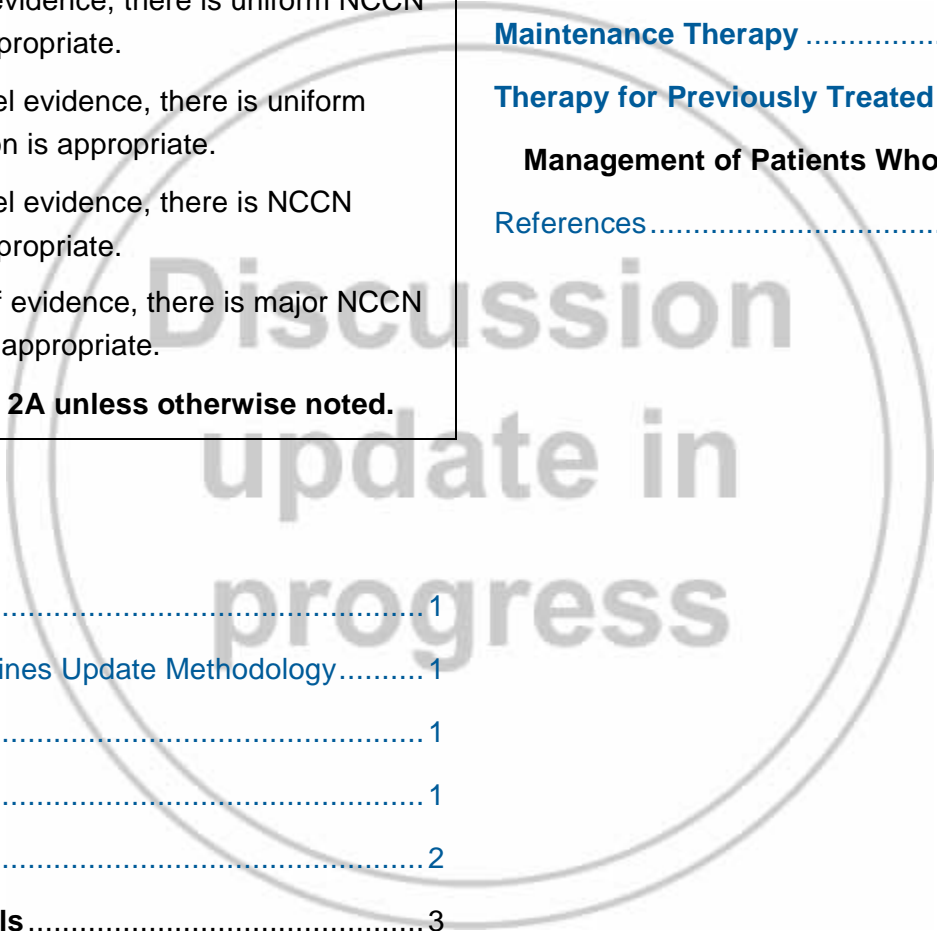 evidence, there is uniform NCCN
propriate.
el evidence, there is uniform
on is appropriate.
el evidence, there is NCCN
propriate.
f evidence, there is major NCCN
appropriate.
2A unless otherwise noted.
Maintenance Therapy ................
Therapy for Previously Treated
Management of Patients Who
References ..................................
Discussion
update in
progress
.............................................. 1
ines Update Methodology .......... 1
.............................................. 1
.............................................. 1
.............................................. 2
ls .............................................. 3